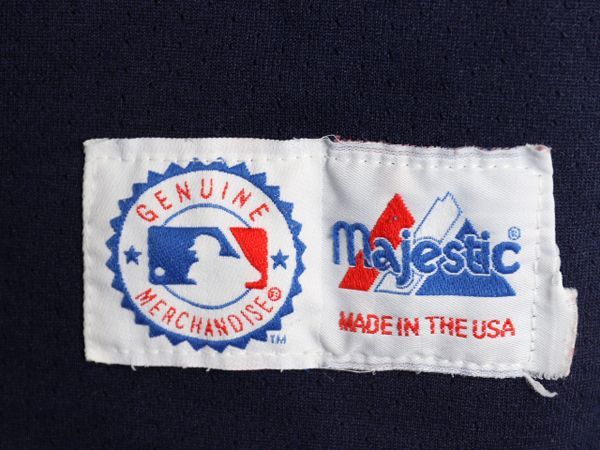 GENUINE
MERCHANDISE®
TM
Majestic®
MADE IN THE USA